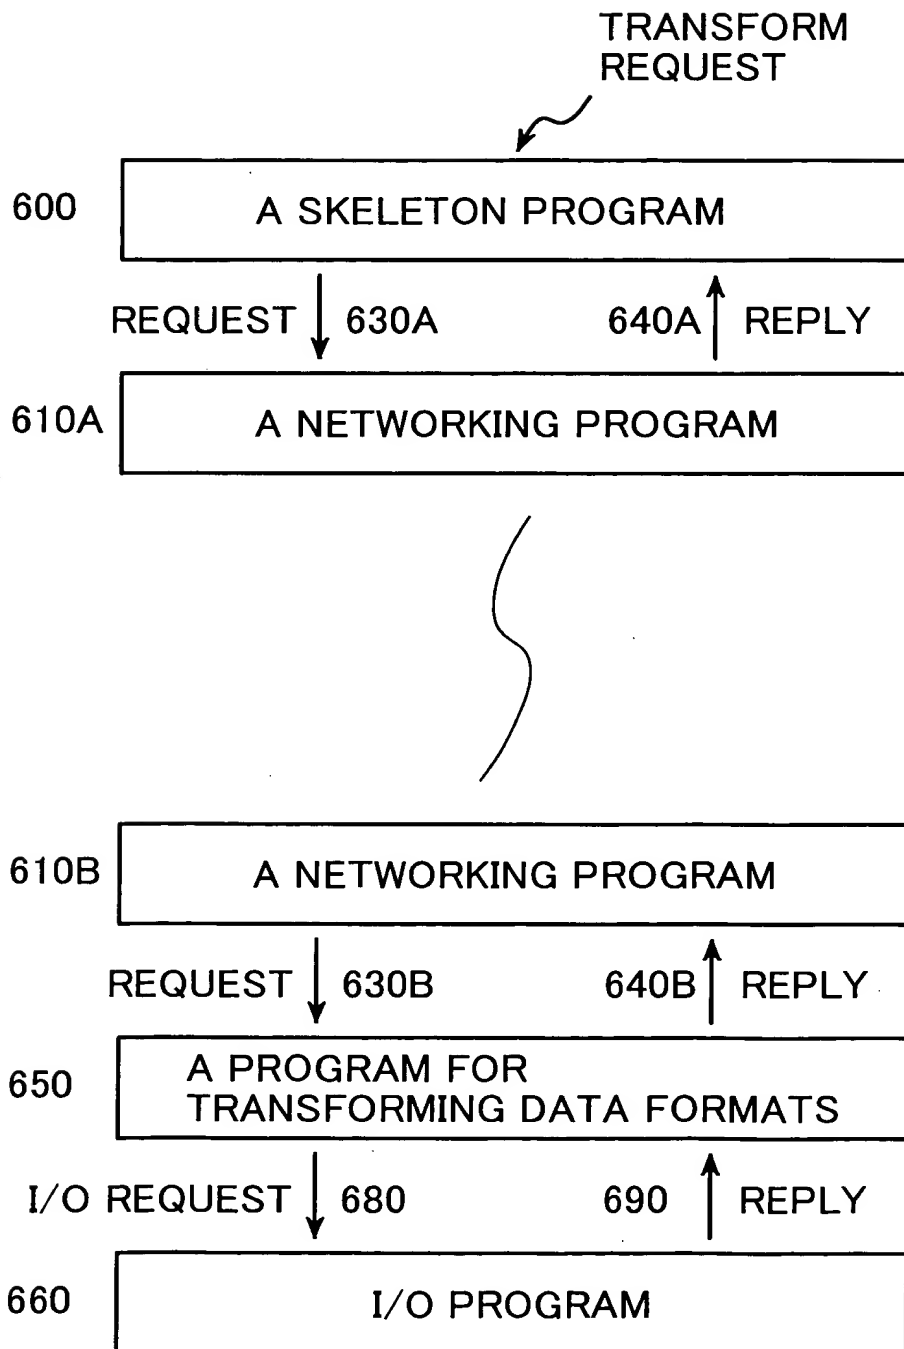 TRANSFORM
REQUEST
600 A SKELETON PROGRAM
REQUEST 630A 640A REPLY
610A A NETWORKING PROGRAM
610B A NETWORKING PROGRAM
REQUEST 630B 640B REPLY
650 A PROGRAM FOR
TRANSFORMING DATA FORMATS
I/O REQUEST 680 690 REPLY
660 I/O PROGRAM